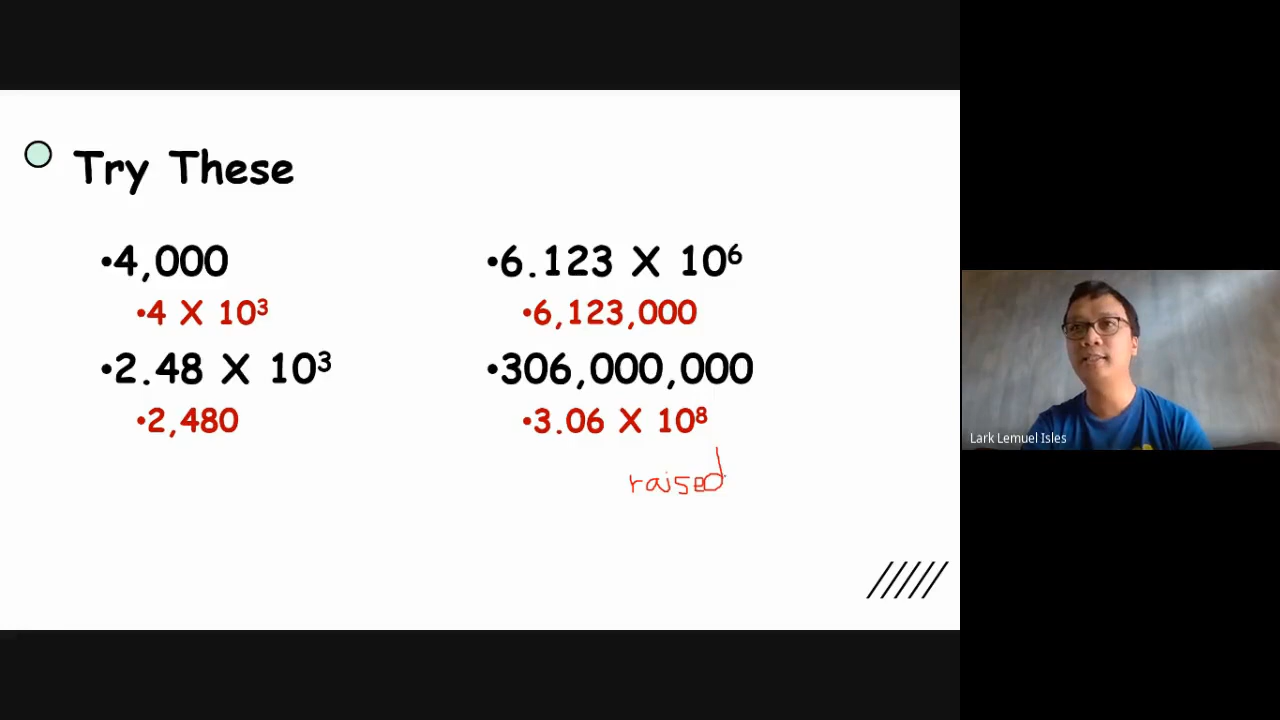 Try These
•4,000
•4 X 10³
•2.48 X 10³
•2,480
•6.123 X 10⁶
•6,123,000
•306,000,000
•3.06 X 10⁸
raised
Lark Lemuel Isles